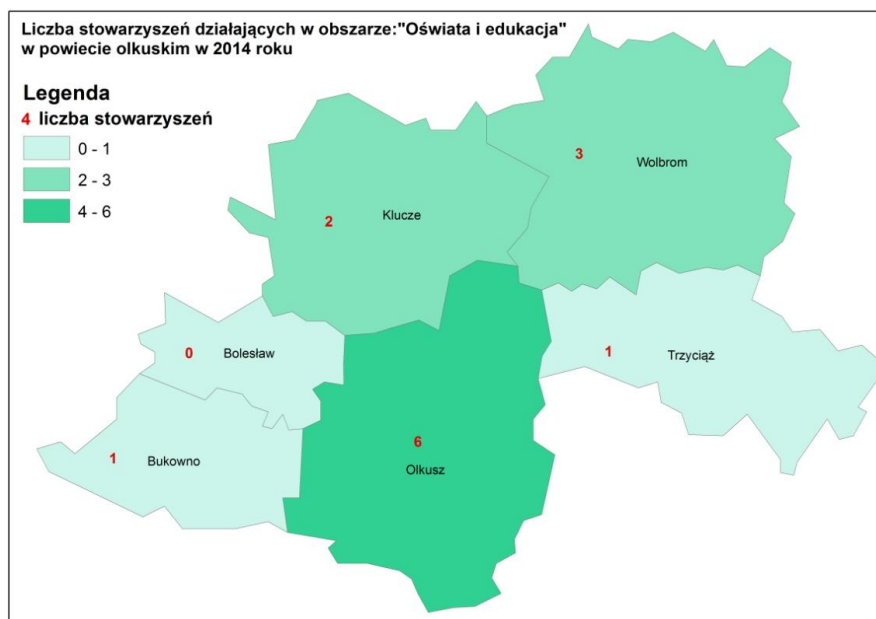 Liczba stowarzyszeń działających w obszarze:"Oświata i edukacja"
w powiecie olkuskim w 2014 roku
Legenda
4 liczba stowarzyszeń
0 - 1
2 - 3
4 - 6
3
Wolbrom
2
Klucze
0
Bolesław
1
Trzyciąż
1
Bukowno
6
Olkusz